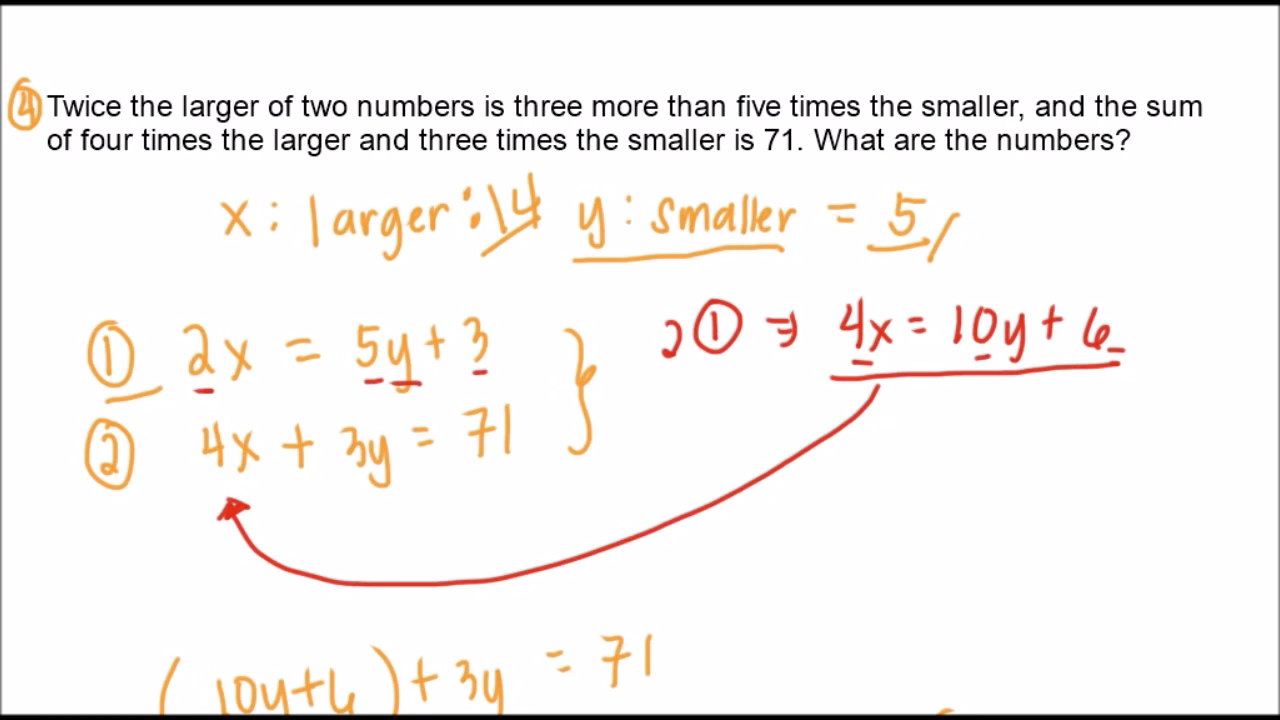 ④ Twice the larger of two numbers is three more than five times the smaller, and the sum
of four times the larger and three times the smaller is 71. What are the numbers?
x : larger : 14 y : smaller = 5
① 2x = 5y + 3
2① ⇒ 4x = 10y + 6
② 4x + 3y = 71
(10y+6) + 3y = 71